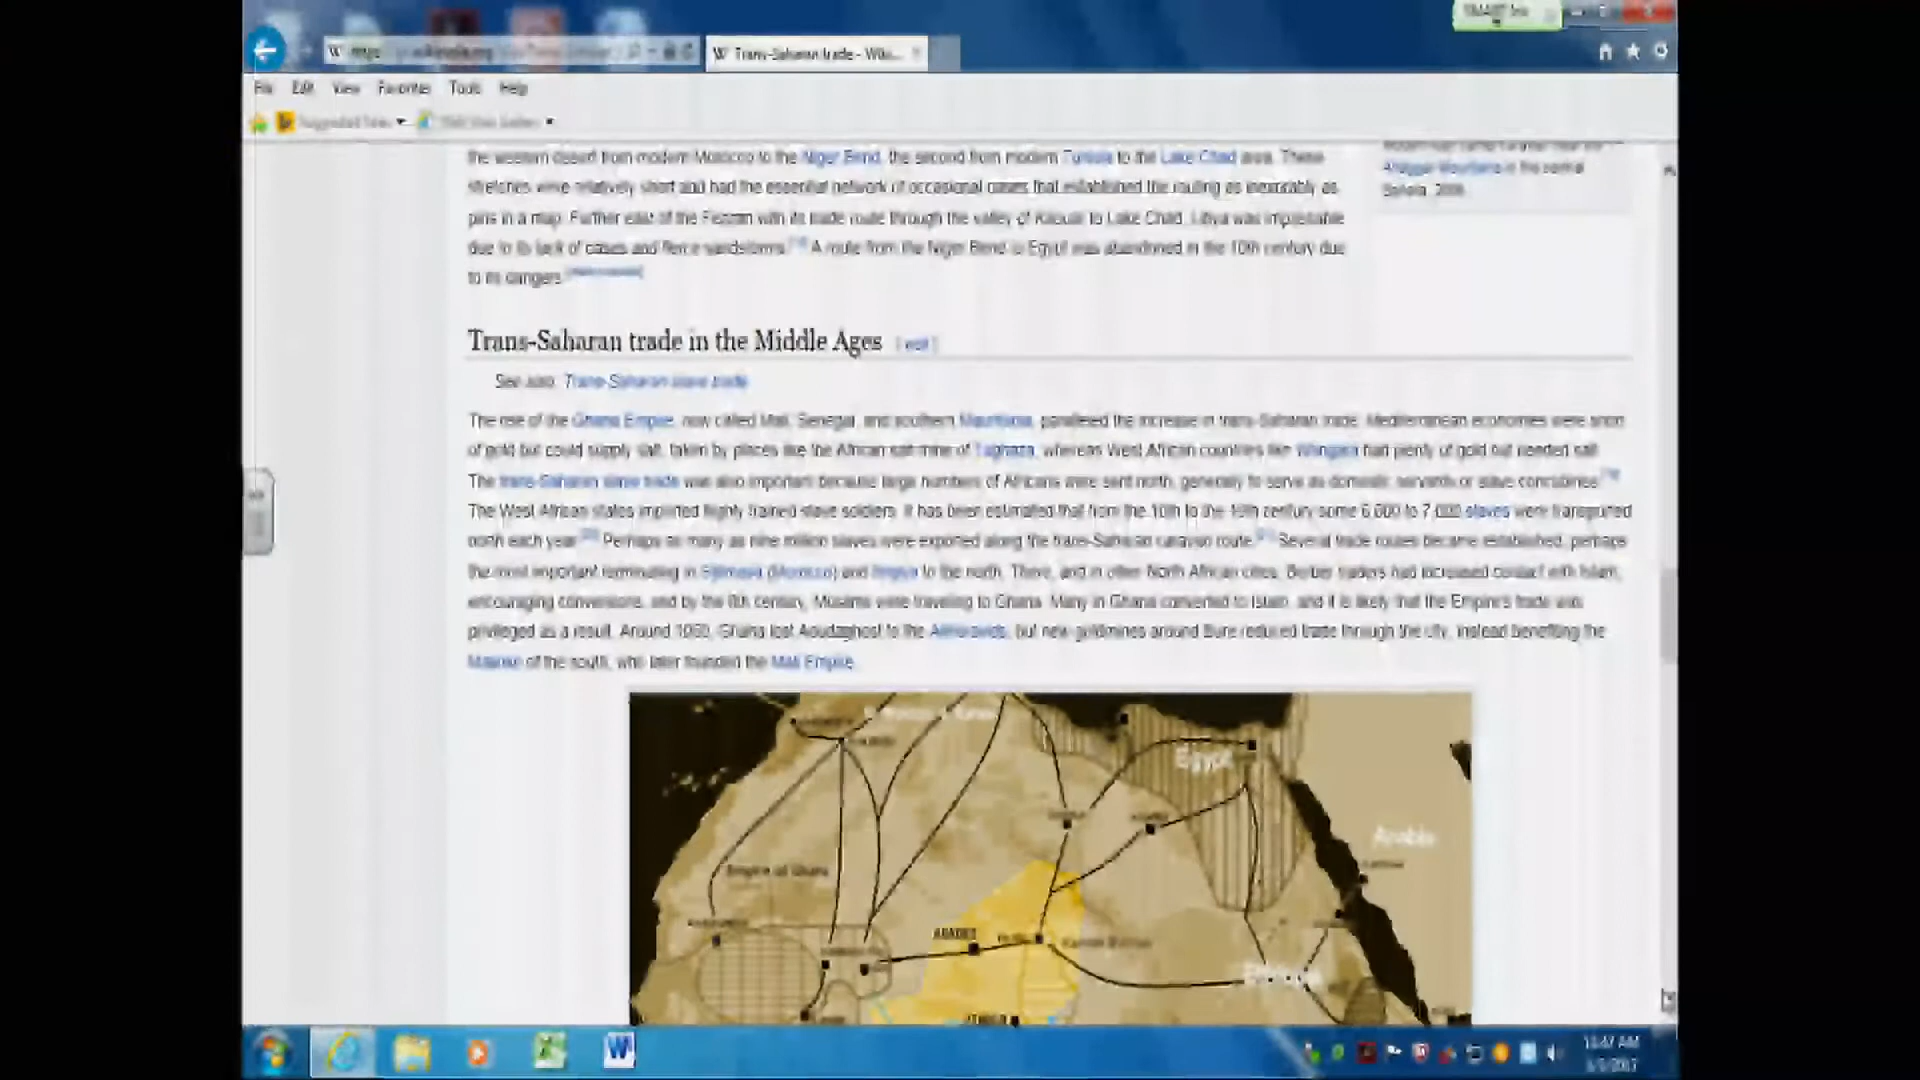 Trans-Saharan trade - Wiki...
File Edit View Favorites Tools Help
the western desert from modern Morocco to the Niger Bend, the second from modern Tunisia to the Lake Chad area. These
stretches were relatively short and had the essential network of occasional oases that established the routing as inexorably as
pins in a map. Further east of the Fezzan with its trade route through the valley of Kaouar to Lake Chad, Libya was impassable
due to its lack of oases and fierce sandstorms. A route from the Niger Bend to Egypt was abandoned in the 10th century due
to its dangers.
Ahaggar Mountains in the central
Sahara, 2006.
Trans-Saharan trade in the Middle Ages [edit]
See also: Trans-Saharan slave trade
The rise of the Ghana Empire, now called Mali, Senegal, and southern Mauritania, paralleled the increase in trans-Saharan trade. Mediterranean economies were short
of gold but could supply salt, taken by places like the African salt mine of Taghaza, whereas West African countries like Wangara had plenty of gold but needed salt.
The trans-Saharan slave trade was also important because large numbers of Africans were sent north, generally to serve as domestic servants or slave concubines.
The West African states imported highly trained slave soldiers. It has been estimated that from the 10th to the 19th century some 6,000 to 7,000 slaves were transported
north each year. Perhaps as many as nine million slaves were exported along the trans-Saharan caravan route. Several trade routes became established, perhaps
the most important terminating in Sijilmasa (Morocco) and Ifriqiya to the north. There, and in other North African cities, Berber traders had increased contact with Islam,
encouraging conversions, and by the 8th century, Muslims were traveling to Ghana. Many in Ghana converted to Islam, and it is likely that the Empire's trade was
privileged as a result. Around 1050, Ghana lost Aoudaghost to the Almoravids, but new goldmines around Bure reduced trade through the city, instead benefiting the
Malinke of the south, who later founded the Mali Empire.
Egypt
Arabia
Empire of Ghana
AGADEZ
10:47 AM